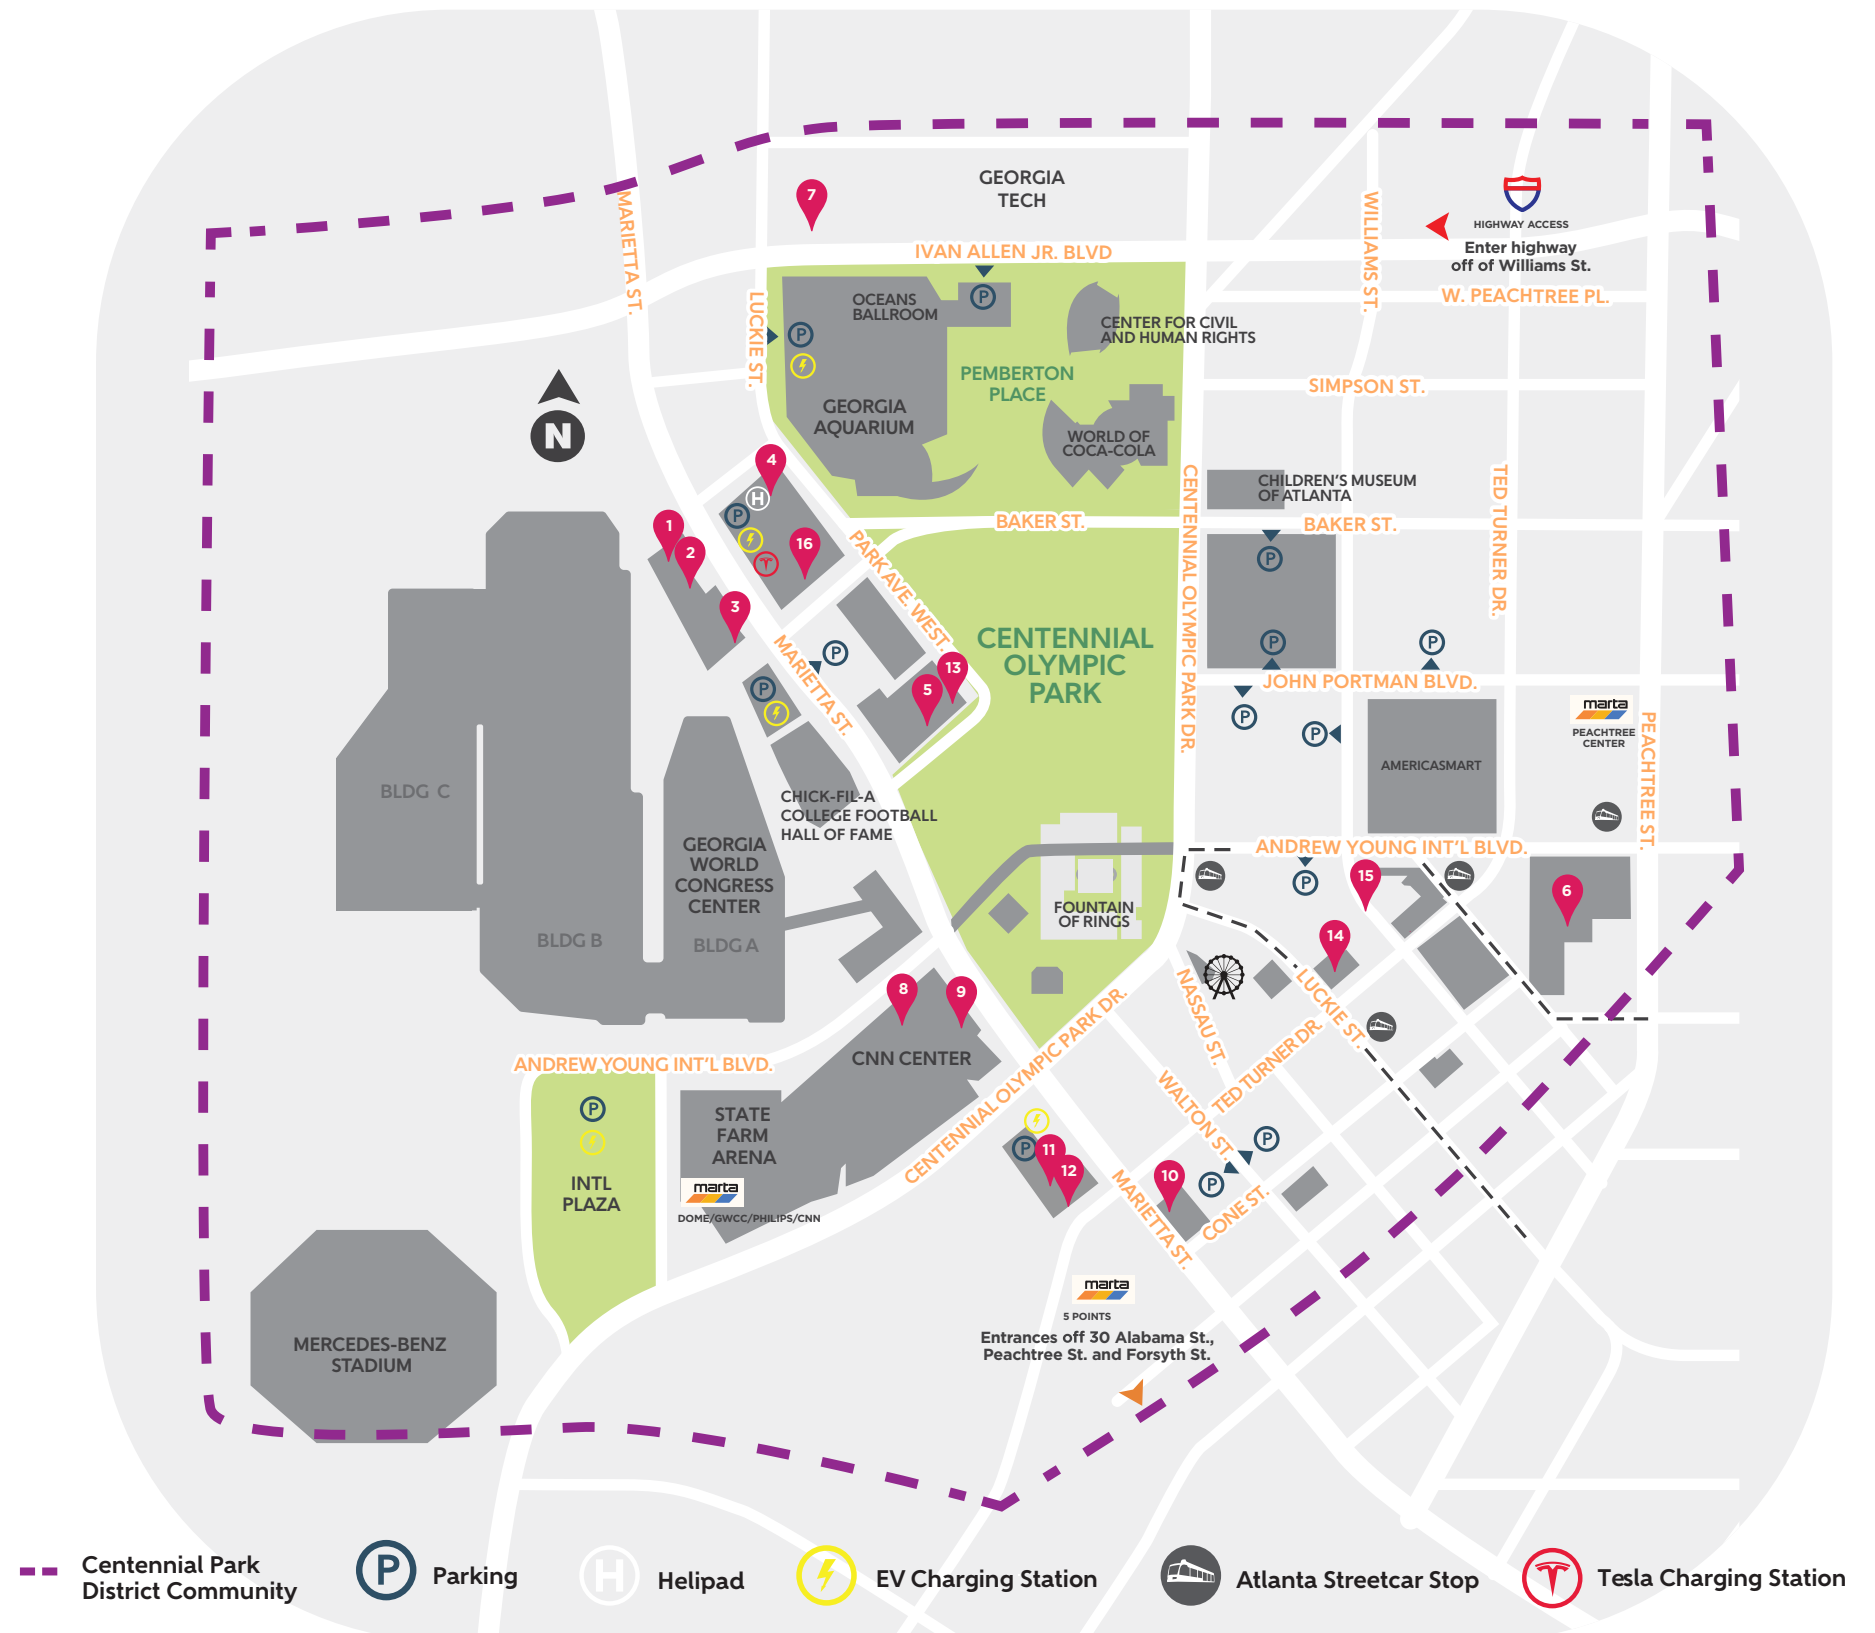 7
GEORGIA
TECH
MARIETTA ST.
IVAN ALLEN JR. BLVD
WILLIAMS ST.
HIGHWAY ACCESS
Enter highway
off of Williams St.
W. PEACHTREE PL.
LUCKIE ST.
OCEANS
BALLROOM
P
P
CENTER FOR CIVIL
AND HUMAN RIGHTS
PEMBERTON
PLACE
SIMPSON ST.
GEORGIA
AQUARIUM
WORLD OF
COCA-COLA
N
4
H
P
CENTENNIAL OLYMPIC PARK DR.
CHILDREN'S MUSEUM
OF ATLANTA
TED TURNER DR.
BAKER ST.
BAKER ST.
1
2
16
3
PARK AVE. WEST.
P
P
P
P
MARIETTA ST.
CENTENNIAL
OLYMPIC
PARK
13
5
P
JOHN PORTMAN BLVD.
P
P
marta
PEACHTREE
CENTER
PEACHTREE ST.
AMERICASMART
BLDG C
CHICK-FIL-A
COLLEGE FOOTBALL
HALL OF FAME
GEORGIA
WORLD
CONGRESS
CENTER
BLDG B
BLDG A
ANDREW YOUNG INT'L BLVD.
P
15
6
FOUNTAIN
OF RINGS
14
8
9
CNN CENTER
NASSAU ST.
LUCKIE ST.
CENTENNIAL OLYMPIC PARK DR.
TED TURNER DR.
WALTON ST.
ANDREW YOUNG INT'L BLVD.
P
INTL
PLAZA
STATE
FARM
ARENA
marta
DOME/GWCC/PHILIPS/CNN
P
11
12
10
P
P
CONE ST.
MARIETTA ST.
marta
5 POINTS
Entrances off 30 Alabama St.,
Peachtree St. and Forsyth St.
MERCEDES-BENZ
STADIUM
Centennial Park
District Community
P
Parking
H
Helipad
EV Charging Station
Atlanta Streetcar Stop
Tesla Charging Station